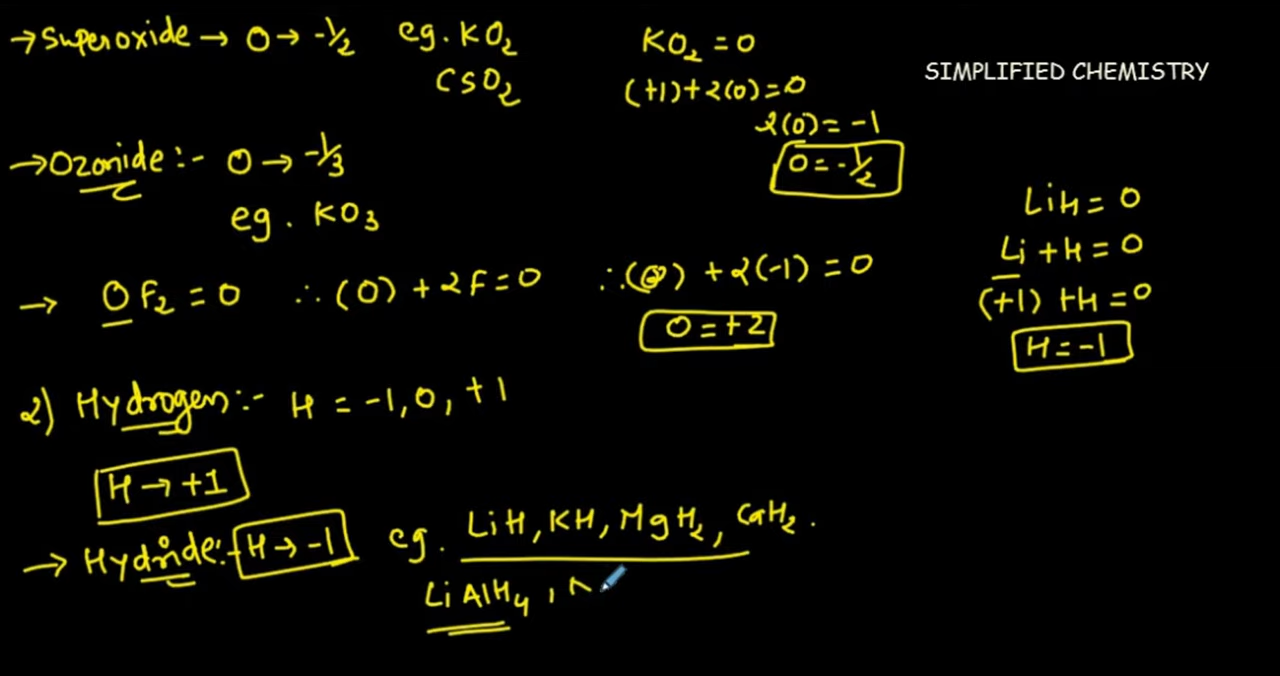 → Superoxide → O → -1/2 eg. KO2 KO2 = 0
SIMPLIFIED CHEMISTRY
CSO2 (+1)+2(O)=0
2(O)= -1
O= -1/2
→ Ozonide:- O → -1/3
eg. KO3
LiH = 0
Li + H = 0
(+1) + H = 0
H = -1
→ OF2 = 0 ∴ (O) + 2F = 0 ∴ (O) + 2(-1) = 0
O = +2
2) Hydrogen:- H = -1, 0, +1
H → +1
→ Hydride:- H → -1 eg. LiH, KH, MgH2, CaH2.
LiAlH4,